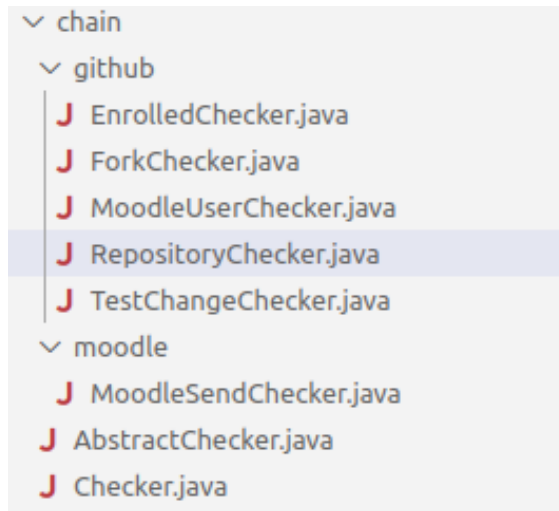 chain
github
J EnrolledChecker.java
J ForkChecker.java
J MoodleUserChecker.java
J RepositoryChecker.java
J TestChangeChecker.java
moodle
J MoodleSendChecker.java
J AbstractChecker.java
J Checker.java